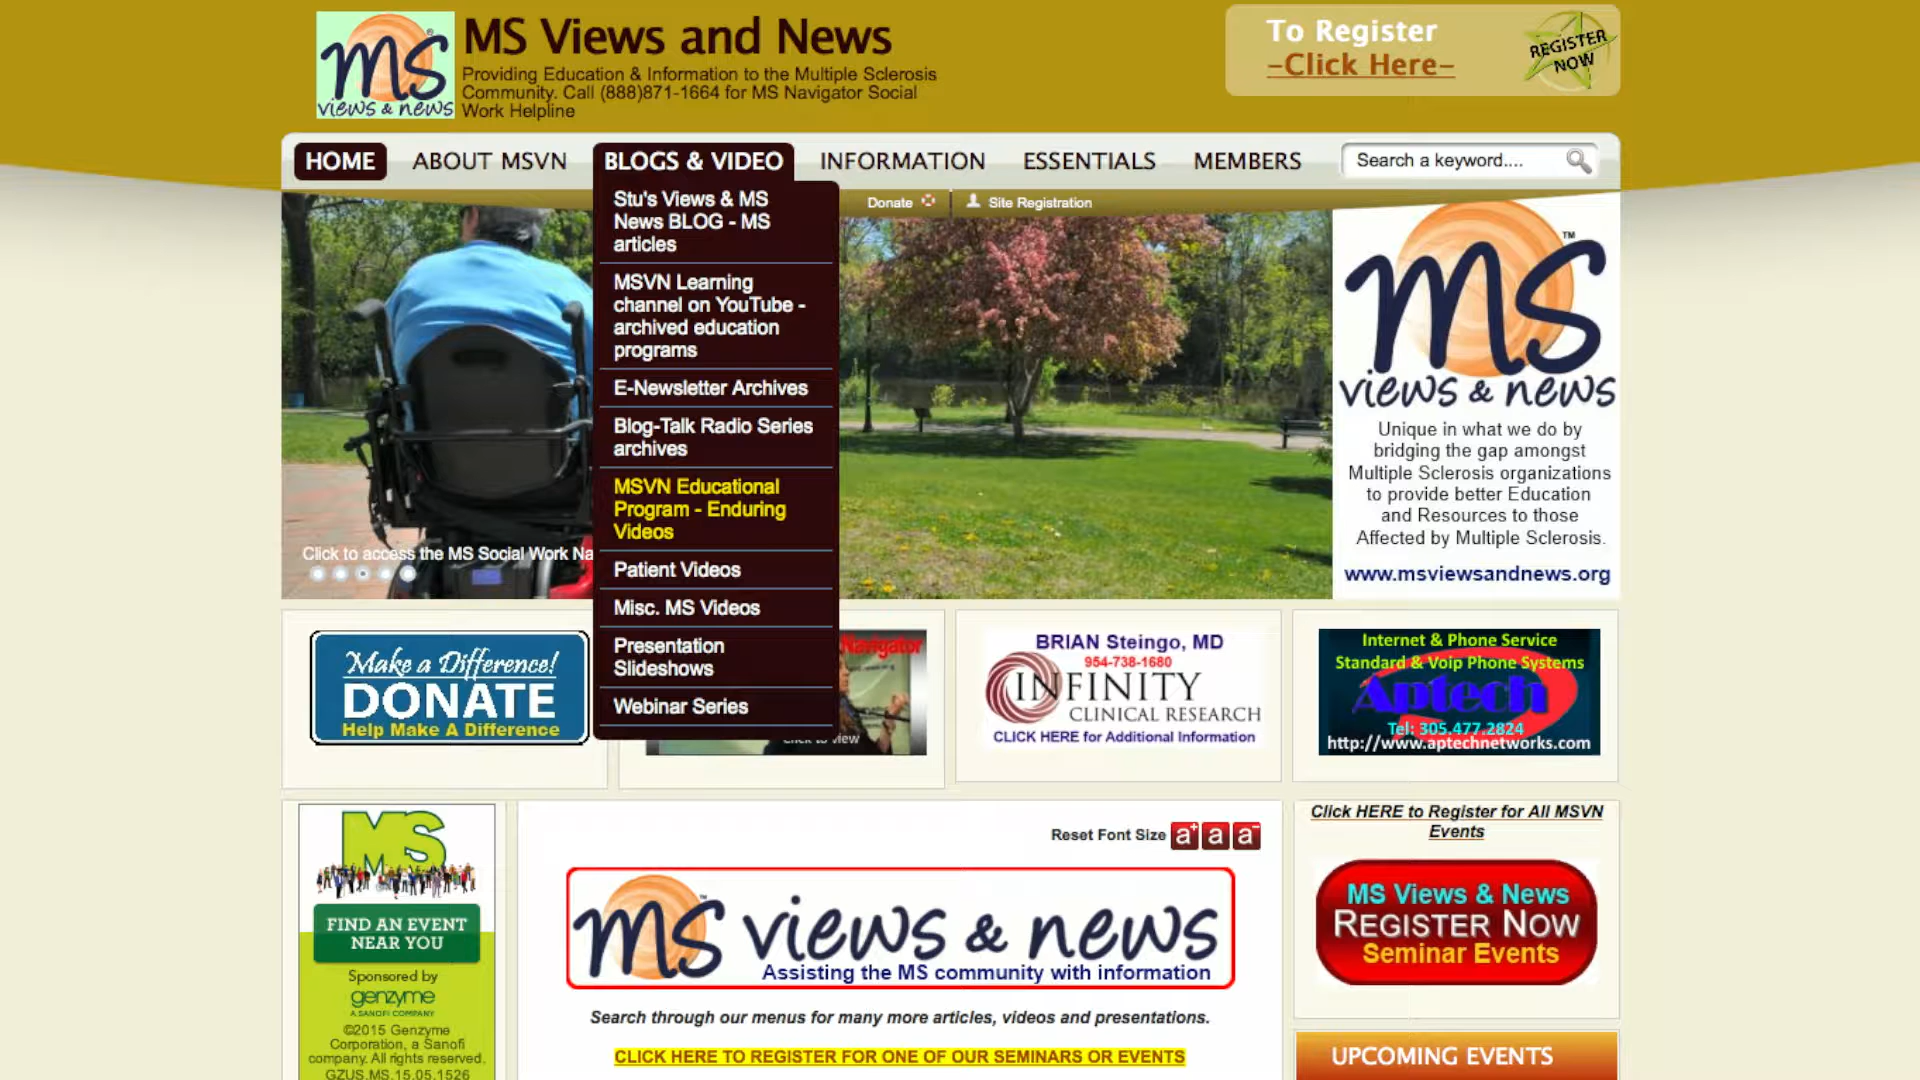 MS
views & news
MS Views and News
Providing Education & Information to the Multiple Sclerosis
Community. Call (888)871-1664 for MS Navigator Social
Work Helpline
To Register
-Click Here-
REGISTER
NOW
HOME
ABOUT MSVN
BLOGS & VIDEO
INFORMATION
ESSENTIALS
MEMBERS
Search a keyword....
Donate
Site Registration
Stu's Views & MS
News BLOG - MS
articles
MSVN Learning
channel on YouTube -
archived education
programs
E-Newsletter Archives
Blog-Talk Radio Series
archives
MSVN Educational
Program - Enduring
Videos
Patient Videos
Misc. MS Videos
Presentation
Slideshows
Webinar Series
Click to access the MS Social Work Na
MS
™
views & news
Unique in what we do by
bridging the gap amongst
Multiple Sclerosis organizations
to provide better Education
and Resources to those
Affected by Multiple Sclerosis.
www.msviewsandnews.org
Make a Difference!
DONATE
Help Make A Difference
Navigator
Click to view
BRIAN Steingo, MD
954-738-1680
INFINITY
CLINICAL RESEARCH
CLICK HERE for Additional Information
Internet & Phone Service
Standard & Voip Phone Systems
Aptech
Tel: 305.477.2824
http://www.aptechnetworks.com
MS
FIND AN EVENT
NEAR YOU
Sponsored by
genzyme
A SANOFI COMPANY
©2015 Genzyme
Corporation, a Sanofi
company. All rights reserved.
GZUS.MS.15.05.1526
Reset Font Size
a+ a a-
MS views & news
™
Assisting the MS community with information
Search through our menus for many more articles, videos and presentations.
CLICK HERE TO REGISTER FOR ONE OF OUR SEMINARS OR EVENTS
Click HERE to Register for All MSVN
Events
MS Views & News
REGISTER NOW
Seminar Events
UPCOMING EVENTS